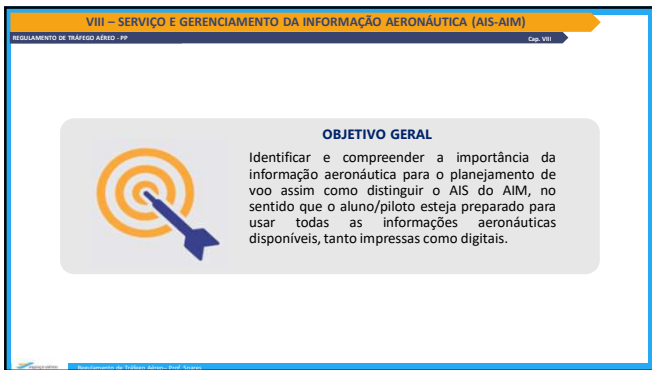 VIII – SERVIÇO E GERENCIAMENTO DA INFORMAÇÃO AERONÁUTICA (AIS-AIM)
REGULAMENTO DE TRÁFEGO AÉREO - PP
Cap. VIII
OBJETIVO GERAL
Identificar e compreender a importância da
informação aeronáutica para o planejamento de
voo assim como distinguir o AIS do AIM, no
sentido que o aluno/piloto esteja preparado para
usar todas as informações aeronáuticas
disponíveis, tanto impressas como digitais.
Regulamento de Tráfego Aéreo– Prof.